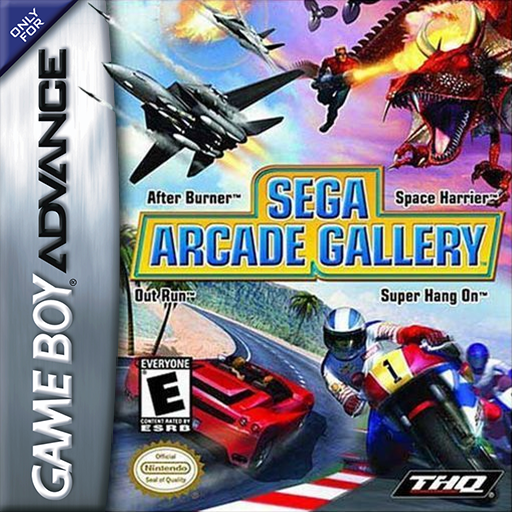 ONLY
FOR
GAME BOY ADVANCE®
After Burner™
Space Harrier™
SEGA
ARCADE GALLERY™
Out Run™
Super Hang On™
EVERYONE
E
CONTENT RATED BY
ESRB
Official
Nintendo
Seal of Quality
1
THQ